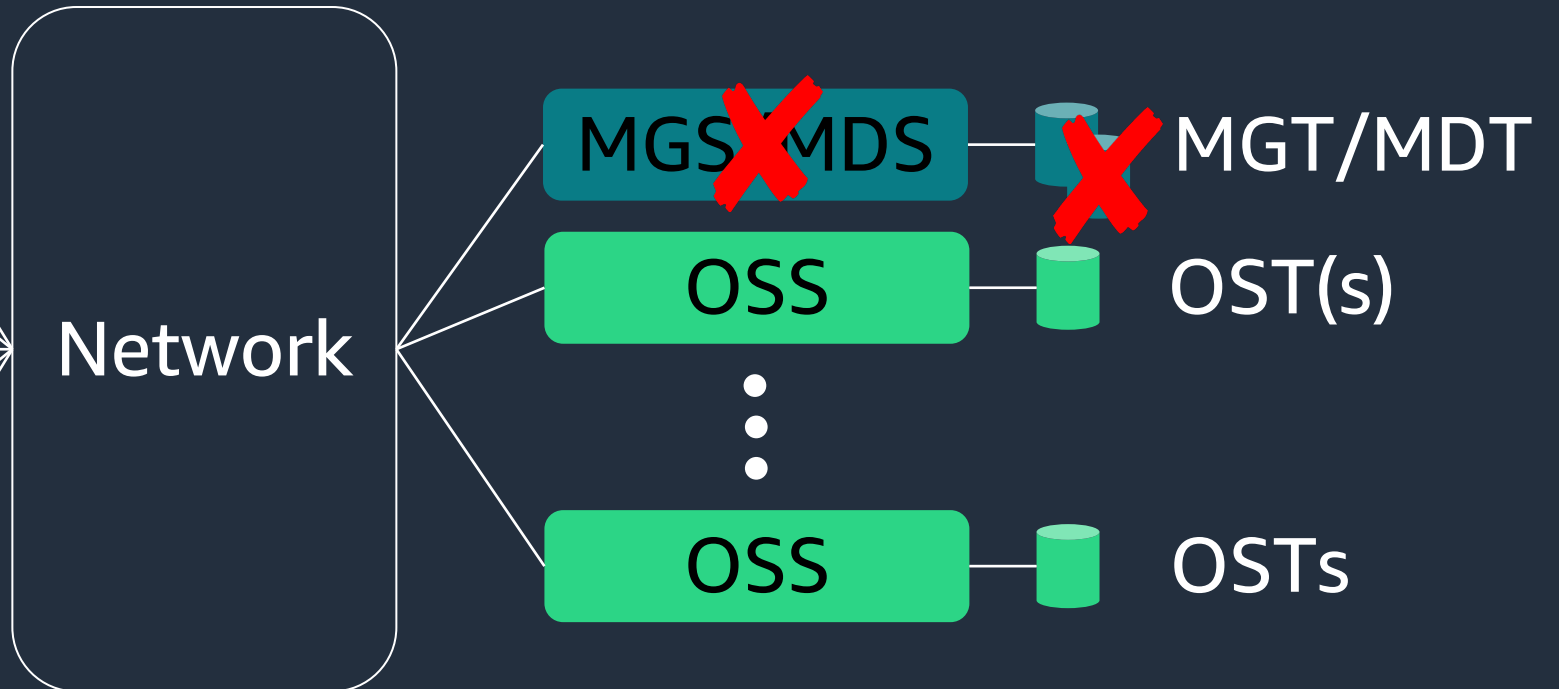 Network
MGS/MDS
MGT/MDT
OSS
OST(s)
OSS
OSTs